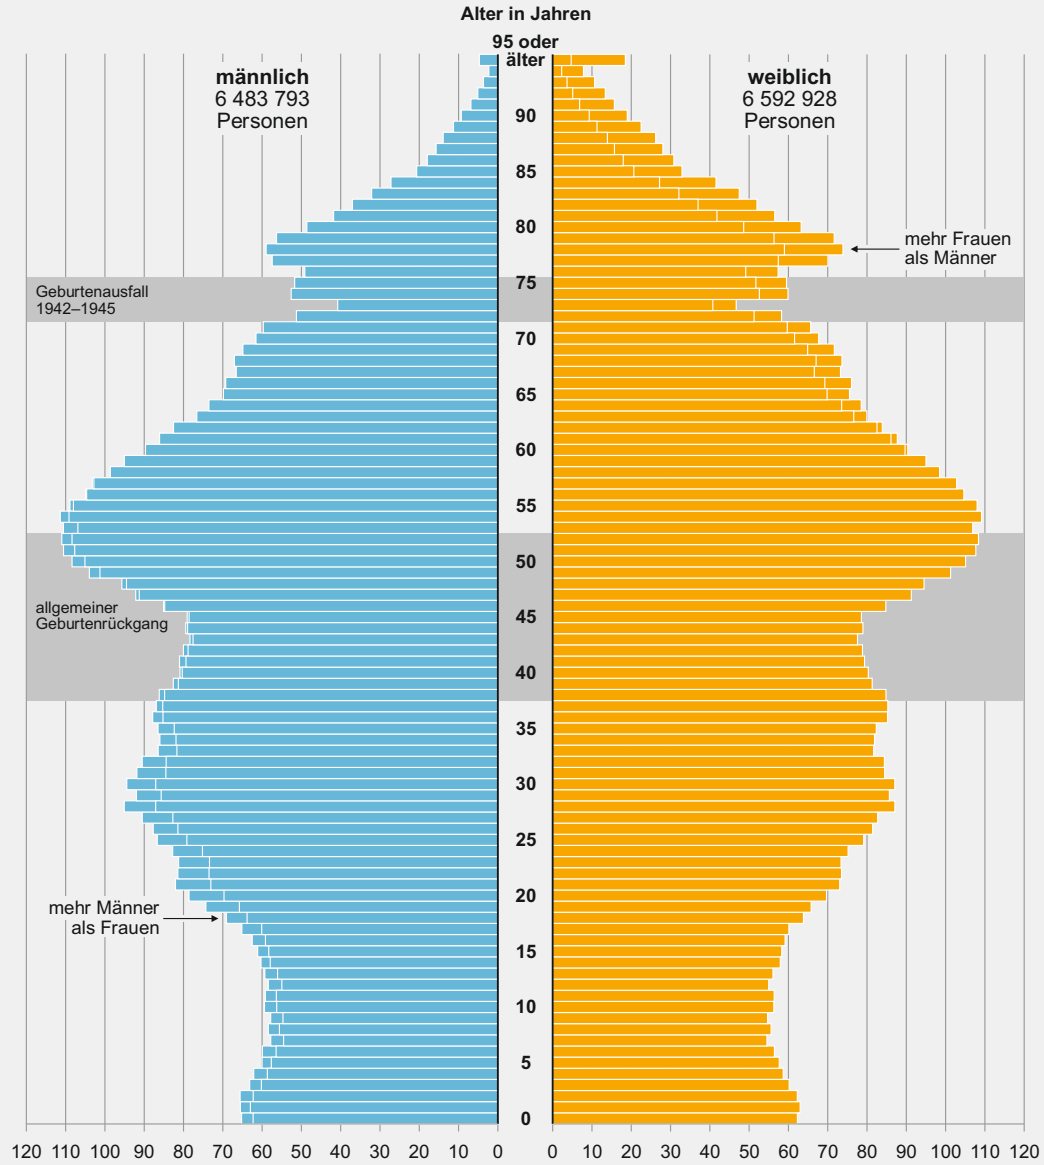 Alter in Jahren
95 oder
älter
männlich
6 483 793
Personen
weiblich
6 592 928
Personen
90
85
80
mehr Frauen
als Männer
75
Geburtenausfall
1942–1945
70
65
60
55
50
allgemeiner
Geburtenrückgang
45
40
35
30
25
20
mehr Männer
als Frauen
15
10
5
0
120 110 100 90 80 70 60 50 40 30 20 10 0
0 10 20 30 40 50 60 70 80 90 100 110 120